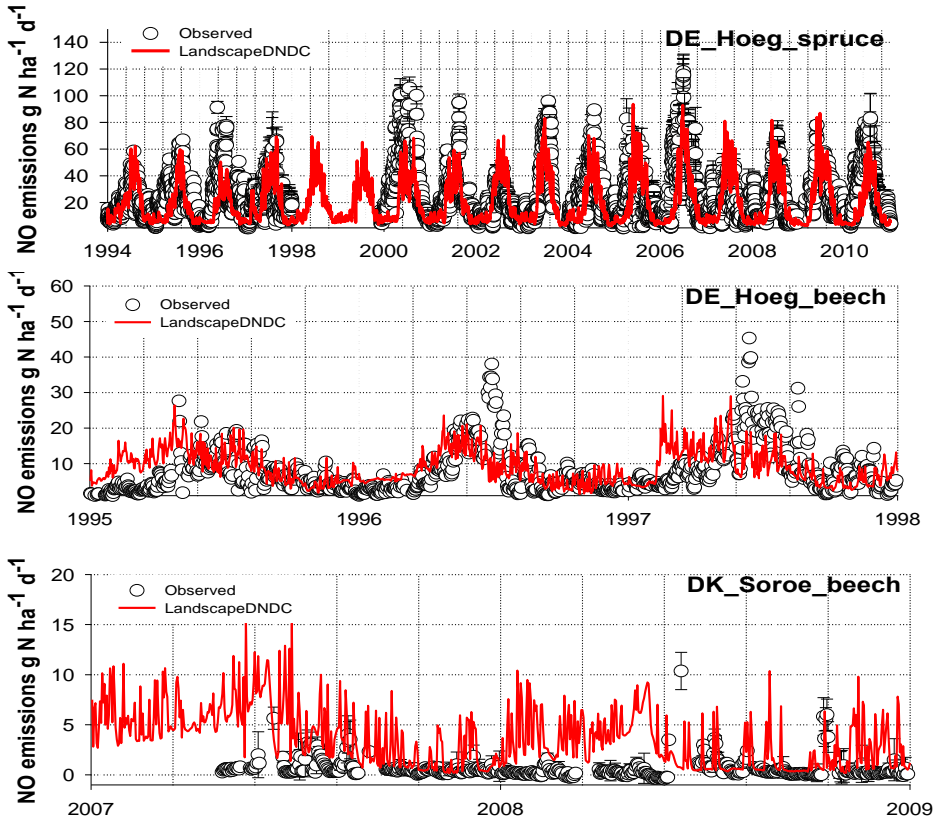 Observed
LandscapeDNDC
DE_Hoeg_spruce
NO emissions g N ha⁻¹ d⁻¹
140
120
100
80
60
40
20
1994 1996 1998 2000 2002 2004 2006 2008 2010
Observed
LandscapeDNDC
DE_Hoeg_beech
NO emissions g N ha⁻¹ d⁻¹
60
50
40
30
20
10
1995 1996 1997 1998
Observed
LandscapeDNDC
DK_Soroe_beech
NO emissions g N ha⁻¹ d⁻¹
20
15
10
5
0
2007 2008 2009